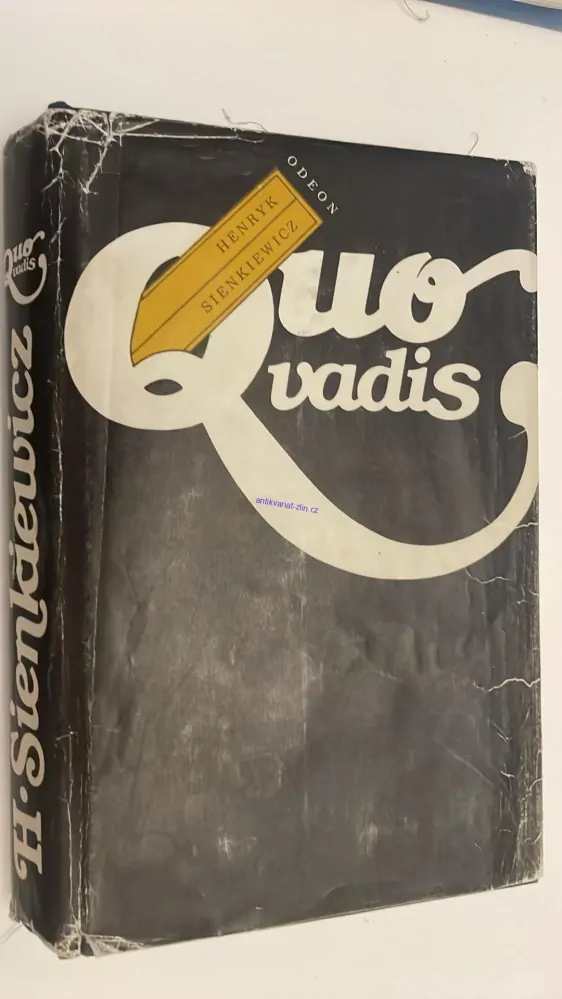 ODEON
HENRYK
SIENKIEWICZ
Quo
vadis
antikvariat-zlin.cz
Quo
vadis
H·Sienkiewicz